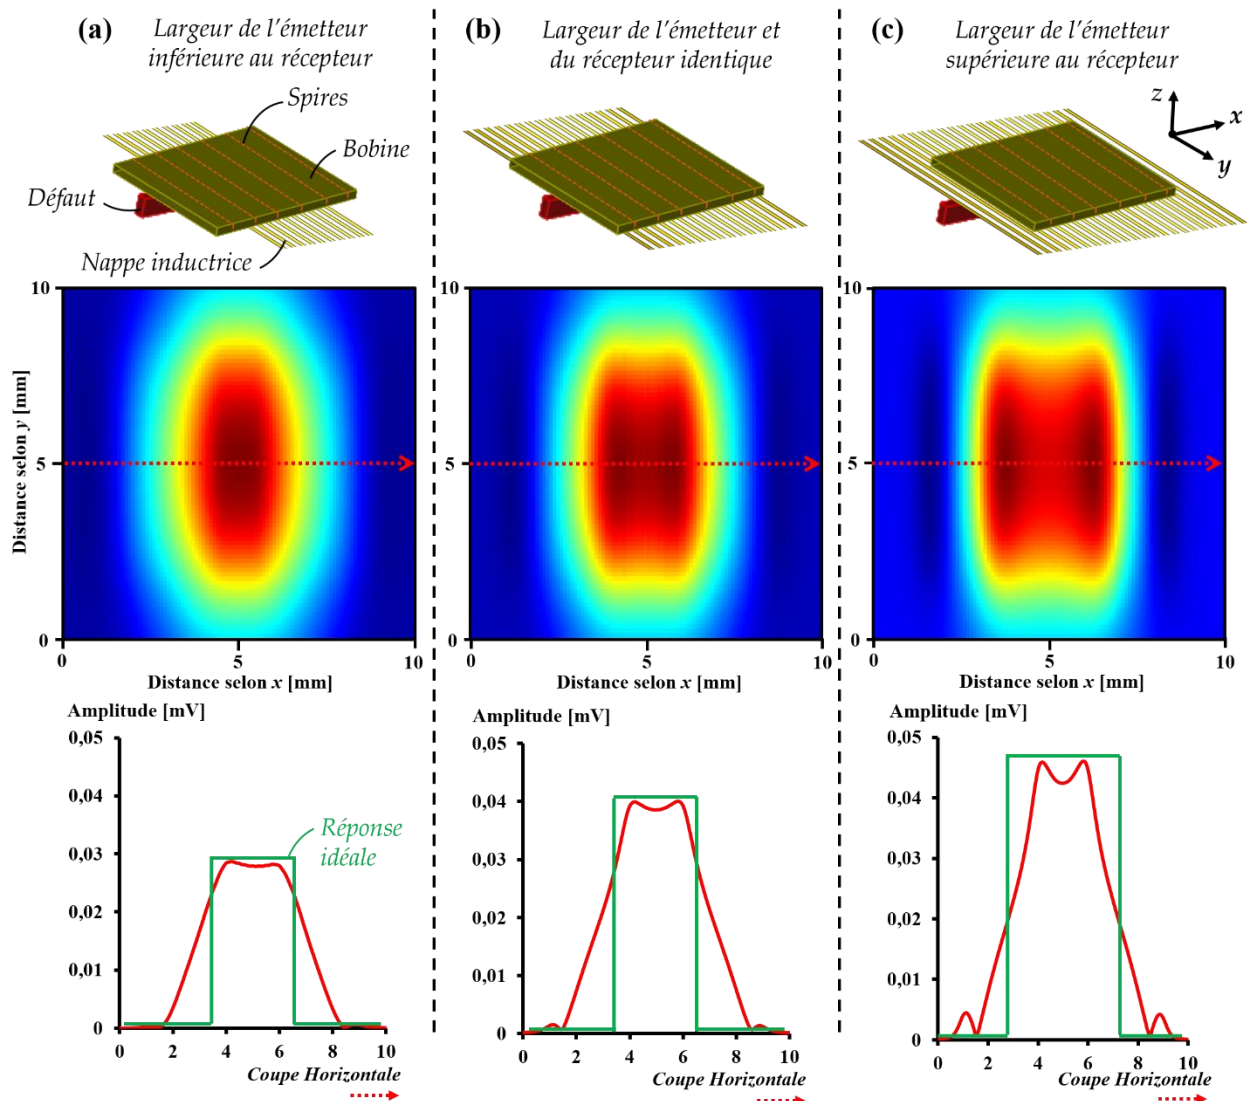 (a)
Largeur de l'émetteur
inférieure au récepteur
Spires
Bobine
Défaut
Nappe inductrice
10
5
0
Distance selon y [mm]
0
5
10
Distance selon x [mm]
Amplitude [mV]
0,05
0,04
0,03
0,02
0,01
0
Réponse
idéale
0
2
4
6
8
10
Coupe Horizontale
(b)
Largeur de l'émetteur et
du récepteur identique
10
5
0
0
5
10
Distance selon x [mm]
Amplitude [mV]
0,05
0,04
0,03
0,02
0,01
0
0
2
4
6
8
10
Coupe Horizontale
(c)
Largeur de l'émetteur
supérieure au récepteur
z
x
y
10
5
0
0
5
10
Distance selon x [mm]
Amplitude [mV]
0,05
0,04
0,03
0,02
0,01
0
0
2
4
6
8
10
Coupe Horizontale